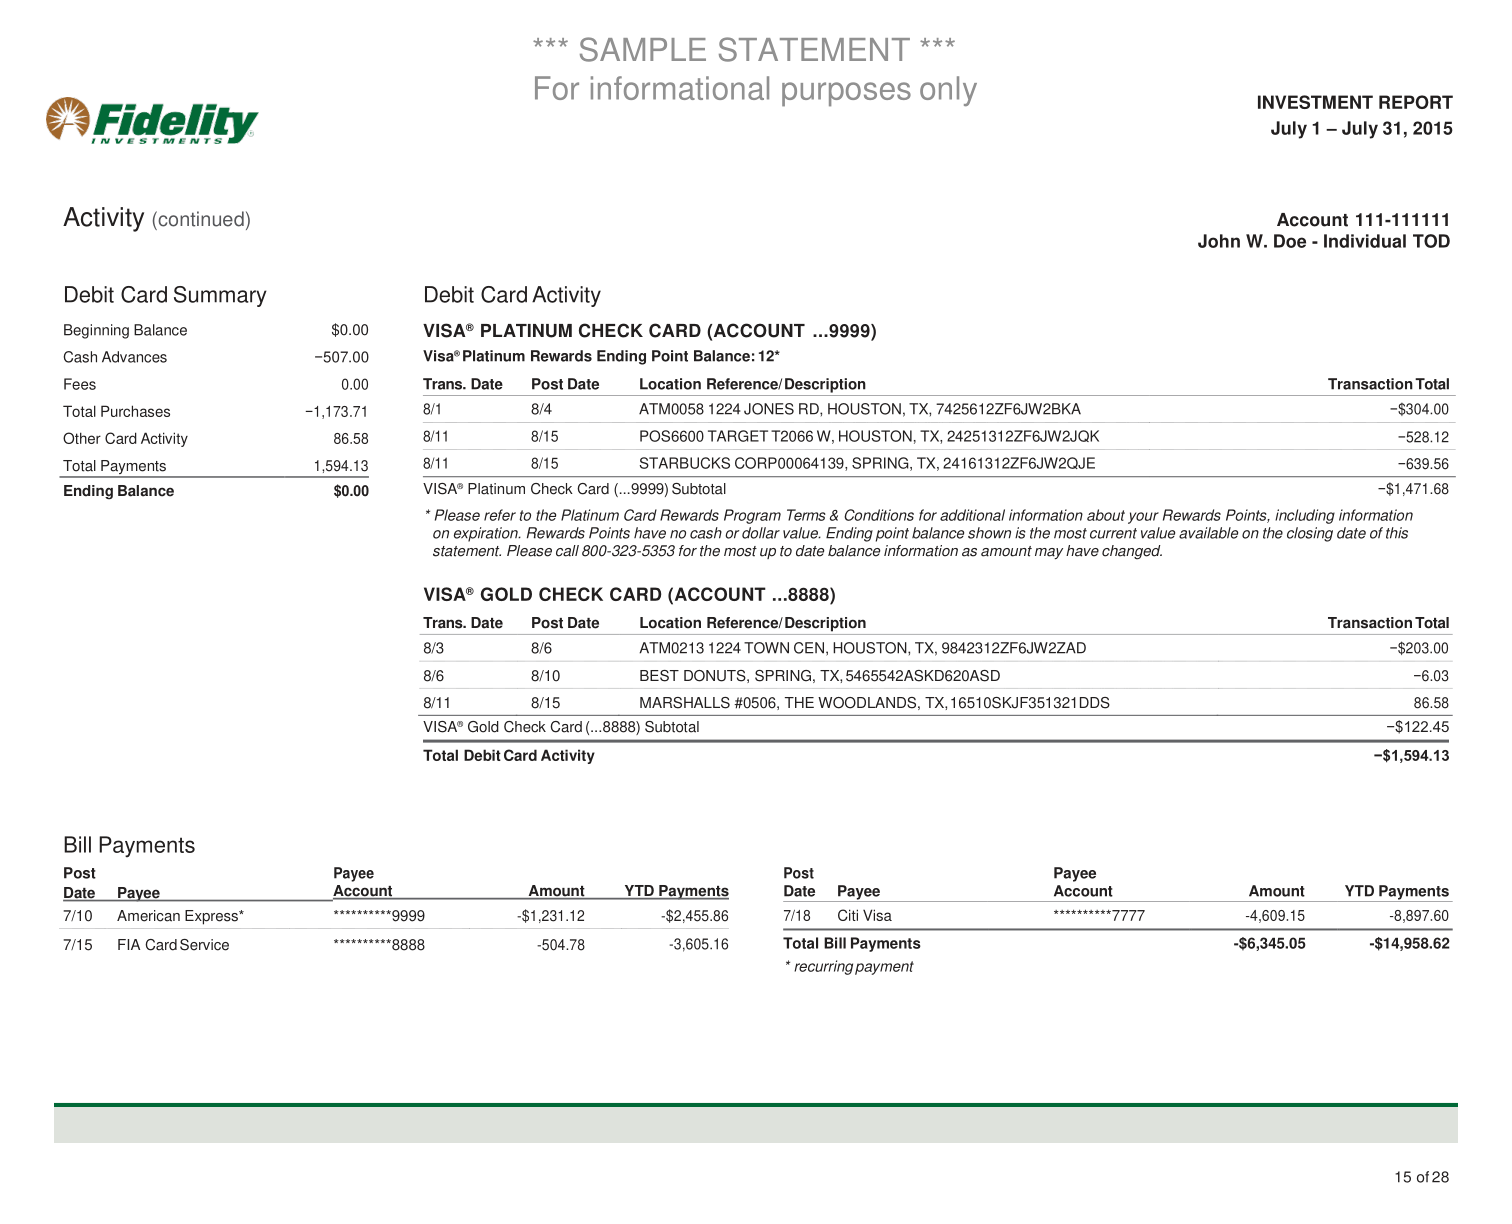 *** SAMPLE STATEMENT ***
For informational purposes only
Fidelity
INVESTMENTS®
INVESTMENT REPORT
July 1 – July 31, 2015
Activity (continued)
Account 111-111111
John W. Doe - Individual TOD
Debit Card Summary
Beginning Balance $0.00
Cash Advances −507.00
Fees 0.00
Total Purchases −1,173.71
Other Card Activity 86.58
Total Payments 1,594.13
Ending Balance $0.00
Debit Card Activity
VISA® PLATINUM CHECK CARD (ACCOUNT ...9999)
Visa® Platinum Rewards Ending Point Balance: 12*
Trans. Date Post Date Location Reference/Description Transaction Total
8/1 8/4 ATM0058 1224 JONES RD, HOUSTON, TX, 7425612ZF6JW2BKA −$304.00
8/11 8/15 POS6600 TARGET T2066 W, HOUSTON, TX, 24251312ZF6JW2JQK −528.12
8/11 8/15 STARBUCKS CORP00064139, SPRING, TX, 24161312ZF6JW2QJE −639.56
VISA® Platinum Check Card (...9999) Subtotal −$1,471.68
* Please refer to the Platinum Card Rewards Program Terms & Conditions for additional information about your Rewards Points, including information
on expiration. Rewards Points have no cash or dollar value. Ending point balance shown is the most current value available on the closing date of this
statement. Please call 800-323-5353 for the most up to date balance information as amount may have changed.
VISA® GOLD CHECK CARD (ACCOUNT ...8888)
Trans. Date Post Date Location Reference/Description Transaction Total
8/3 8/6 ATM0213 1224 TOWN CEN, HOUSTON, TX, 9842312ZF6JW2ZAD −$203.00
8/6 8/10 BEST DONUTS, SPRING, TX, 5465542ASKD620ASD −6.03
8/11 8/15 MARSHALLS #0506, THE WOODLANDS, TX, 16510SKJF351321DDS 86.58
VISA® Gold Check Card (...8888) Subtotal −$122.45
Total Debit Card Activity −$1,594.13
Bill Payments
Post Payee
Date Payee Account Amount YTD Payments
7/10 American Express* **********9999 -$1,231.12 -$2,455.86
7/15 FIA Card Service **********8888 -504.78 -3,605.16
Post Payee
Date Payee Account Amount YTD Payments
7/18 Citi Visa **********7777 -4,609.15 -8,897.60
Total Bill Payments -$6,345.05 -$14,958.62
* recurring payment
15 of 28